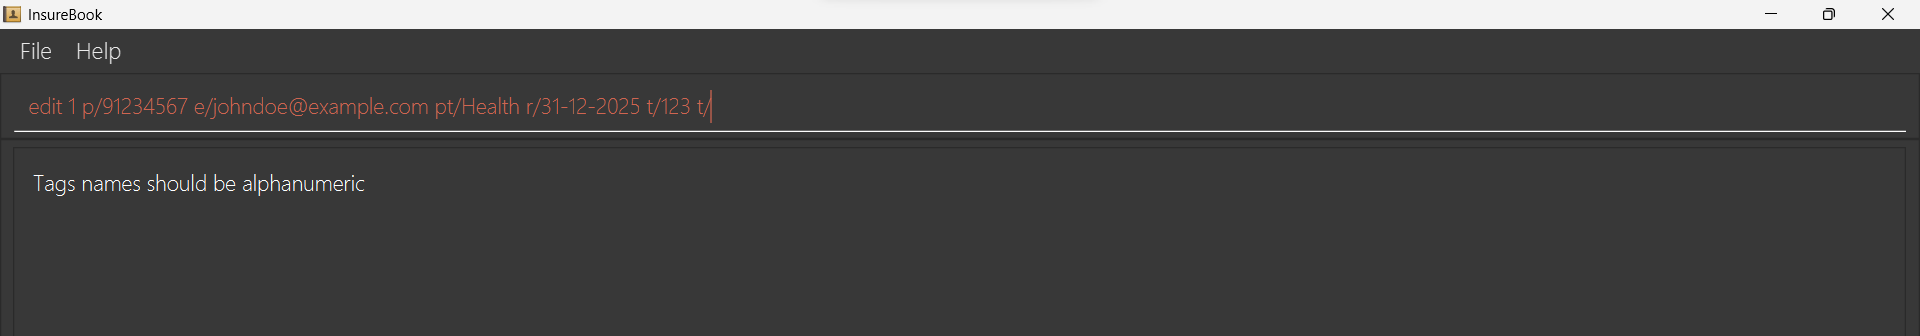 InsureBook
File Help
edit 1 p/91234567 e/johndoe@example.com pt/Health r/31-12-2025 t/123 t/
Tags names should be alphanumeric